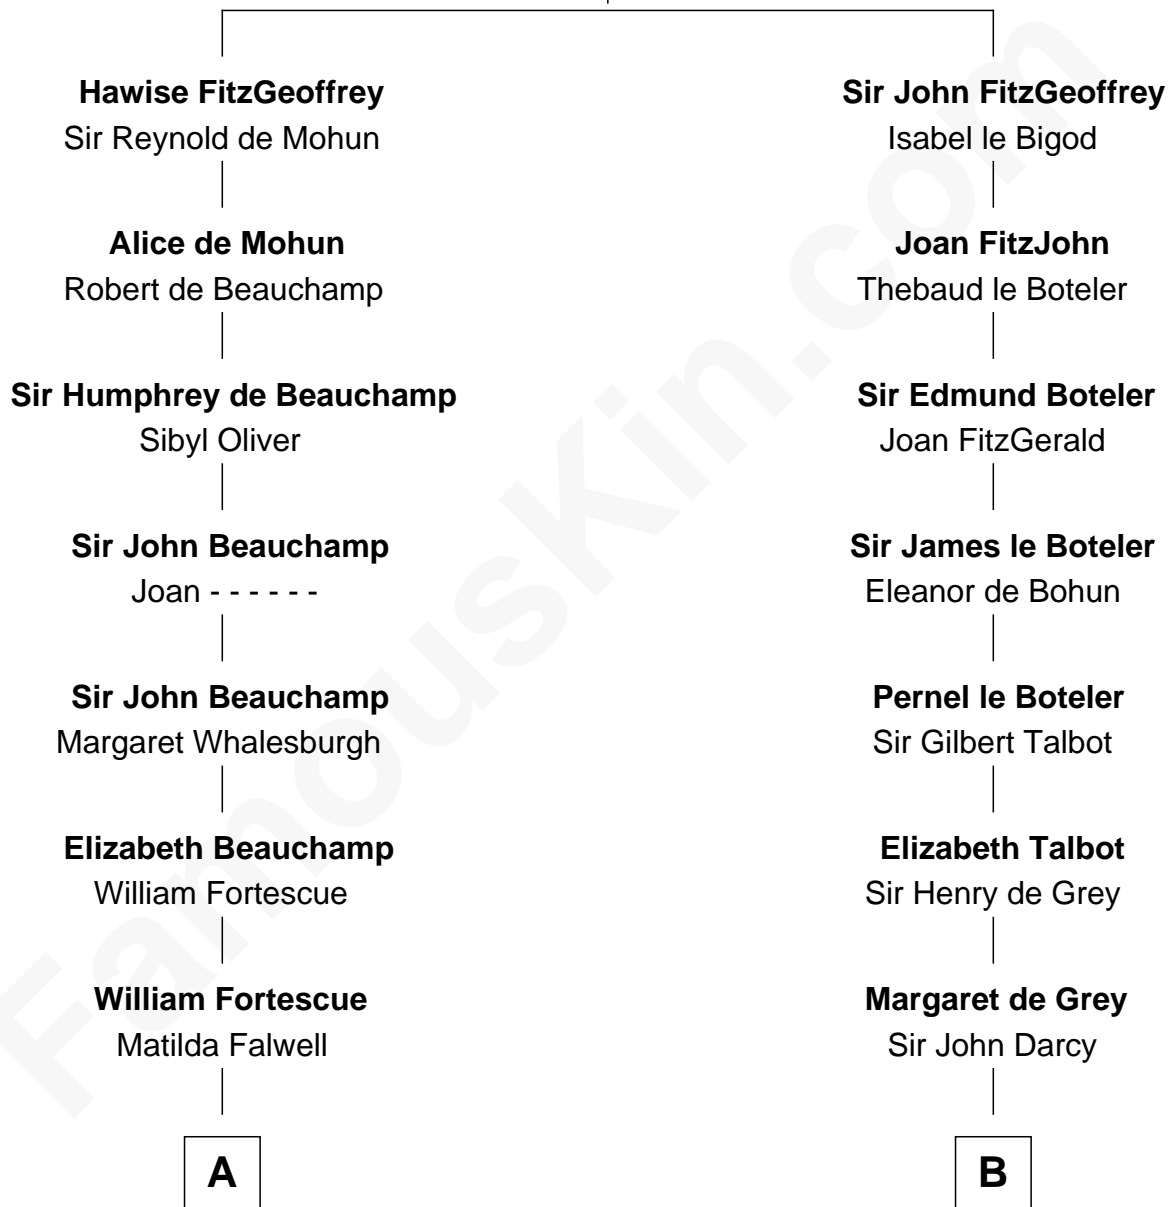 Hawise FitzGeoffrey
Sir Reynold de Mohun
Alice de Mohun
Robert de Beauchamp
Sir Humphrey de Beauchamp
Sibyl Oliver
Sir John Beauchamp
Joan - - - - - -
Sir John Beauchamp
Margaret Whalesburgh
Elizabeth Beauchamp
William Fortescue
William Fortescue
Matilda Falwell
A
Sir John FitzGeoffrey
Isabel le Bigod
Joan FitzJohn
Thebaud le Boteler
Sir Edmund Boteler
Joan FitzGerald
Sir James le Boteler
Eleanor de Bohun
Pernel le Boteler
Sir Gilbert Talbot
Elizabeth Talbot
Sir Henry de Grey
Margaret de Grey
Sir John Darcy
B
FamousKin.com